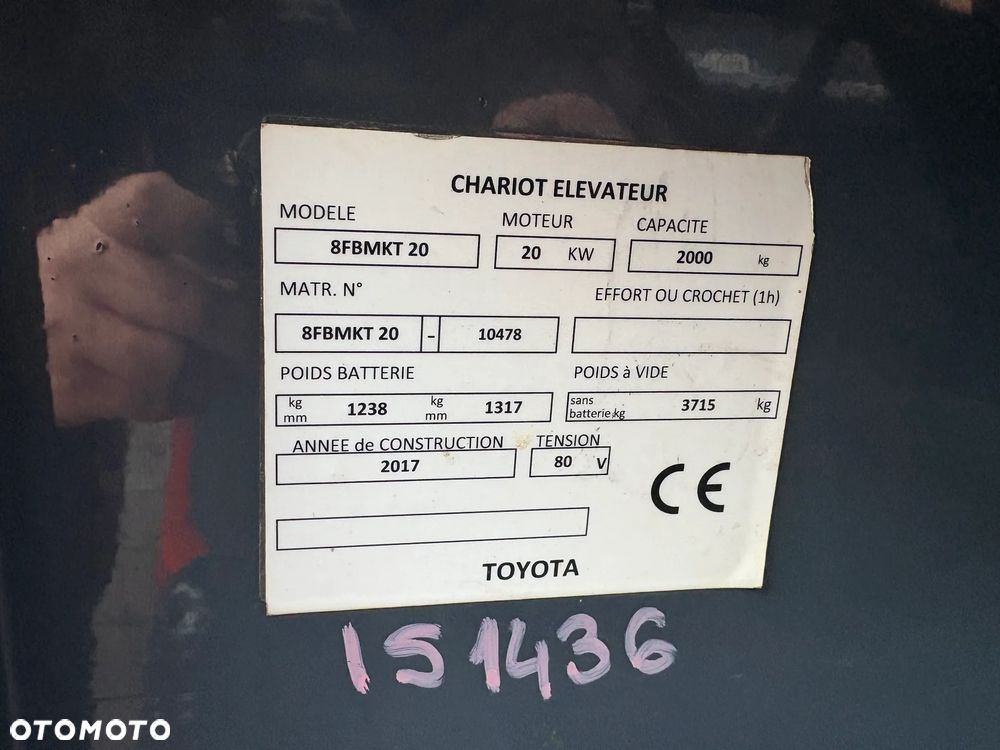 CHARIOT ELEVATEUR
MODELE MOTEUR CAPACITE
8FBMKT 20 20 KW 2000 kg
MATR. N° EFFORT OU CROCHET (1h)
8FBMKT 20 - 10478
POIDS BATTERIE POIDS à VIDE
kg mm 1238 kg mm 1317 sans batterie kg 3715 kg
ANNEE de CONSTRUCTION TENSION
2017 80 V
CE
TOYOTA
151436
OTOMOTO